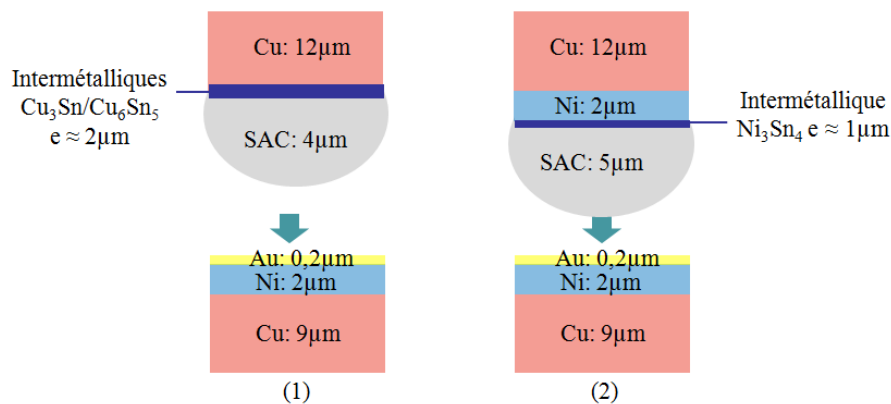 Cu: 12µm
Intermétalliques
Cu₃Sn/Cu₆Sn₅
e ≈ 2µm
SAC: 4µm
Au: 0,2µm
Ni: 2µm
Cu: 9µm
(1)
Cu: 12µm
Ni: 2µm
Intermétallique
Ni₃Sn₄ e ≈ 1µm
SAC: 5µm
Au: 0,2µm
Ni: 2µm
Cu: 9µm
(2)